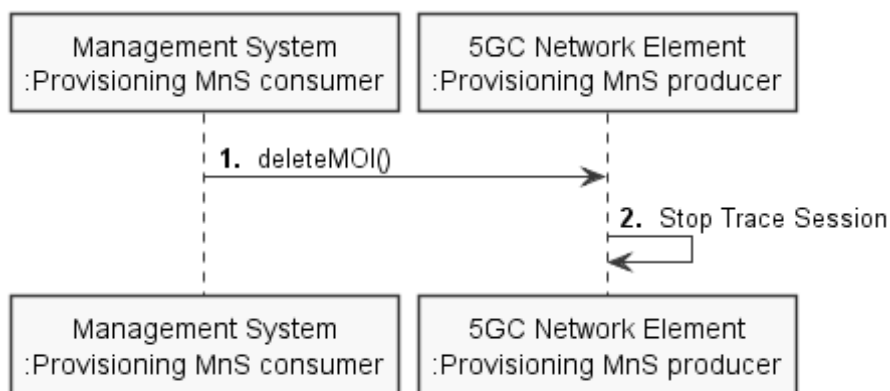 Management System
:Provisioning MnS consumer
5GC Network Element
:Provisioning MnS producer
1. deleteMOI()
2. Stop Trace Session
Management System
:Provisioning MnS consumer
5GC Network Element
:Provisioning MnS producer